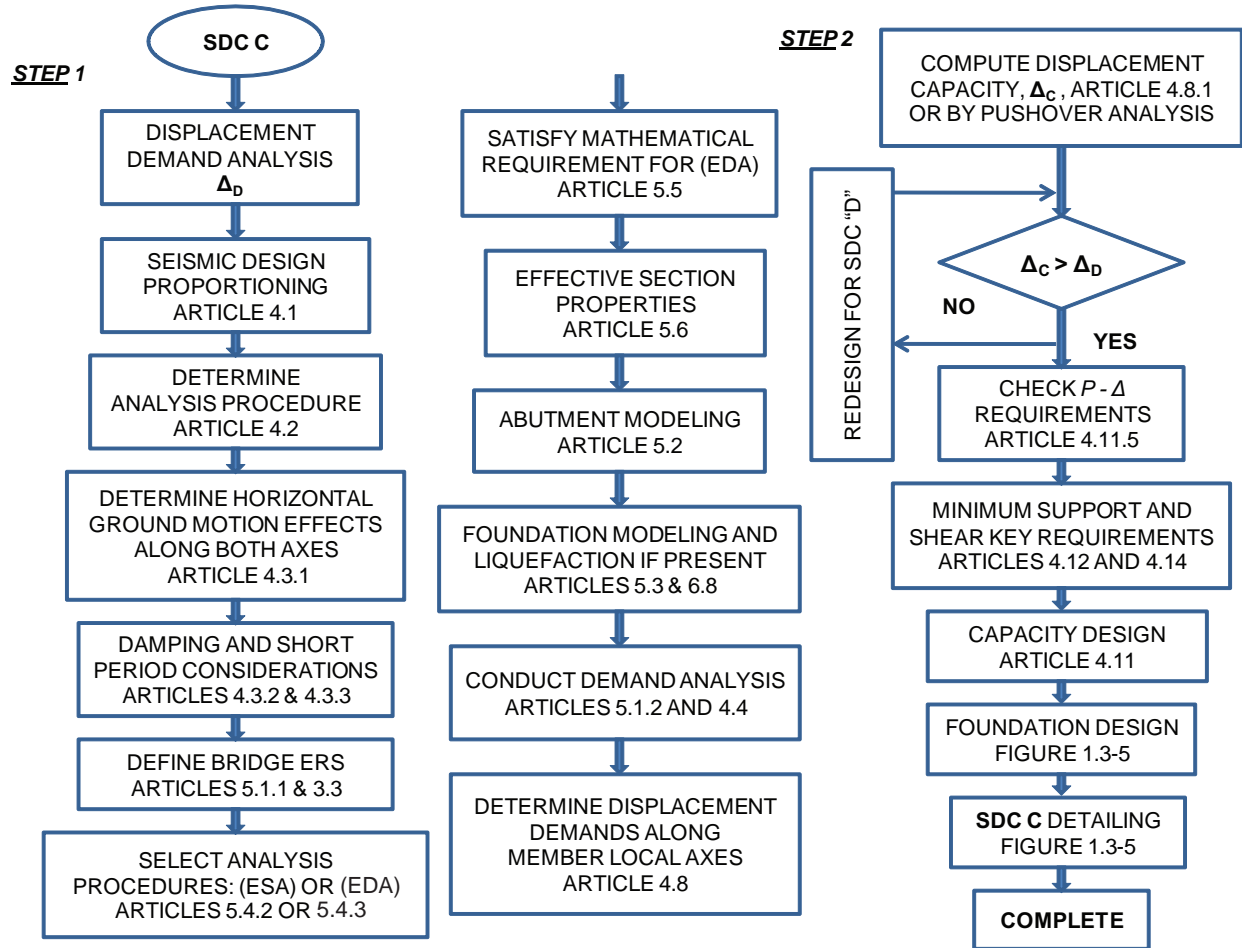 STEP 1
SDC C
DISPLACEMENT
DEMAND ANALYSIS
Δ_D
SEISMIC DESIGN
PROPORTIONING
ARTICLE 4.1
DETERMINE
ANALYSIS PROCEDURE
ARTICLE 4.2
DETERMINE HORIZONTAL
GROUND MOTION EFFECTS
ALONG BOTH AXES
ARTICLE 4.3.1
DAMPING AND SHORT
PERIOD CONSIDERATIONS
ARTICLES 4.3.2 & 4.3.3
DEFINE BRIDGE ERS
ARTICLES 5.1.1 & 3.3
SELECT ANALYSIS
PROCEDURES: (ESA) OR (EDA)
ARTICLES 5.4.2 OR 5.4.3
SATISFY MATHEMATICAL
REQUIREMENT FOR (EDA)
ARTICLE 5.5
EFFECTIVE SECTION
PROPERTIES
ARTICLE 5.6
ABUTMENT MODELING
ARTICLE 5.2
FOUNDATION MODELING AND
LIQUEFACTION IF PRESENT
ARTICLES 5.3 & 6.8
CONDUCT DEMAND ANALYSIS
ARTICLES 5.1.2 AND 4.4
DETERMINE DISPLACEMENT
DEMANDS ALONG
MEMBER LOCAL AXES
ARTICLE 4.8
STEP 2
COMPUTE DISPLACEMENT
CAPACITY, Δ_C , ARTICLE 4.8.1
OR BY PUSHOVER ANALYSIS
REDESIGN FOR SDC “D”
Δ_C > Δ_D
NO
YES
CHECK P - Δ
REQUIREMENTS
ARTICLE 4.11.5
MINIMUM SUPPORT AND
SHEAR KEY REQUIREMENTS
ARTICLES 4.12 AND 4.14
CAPACITY DESIGN
ARTICLE 4.11
FOUNDATION DESIGN
FIGURE 1.3-5
SDC C DETAILING
FIGURE 1.3-5
COMPLETE